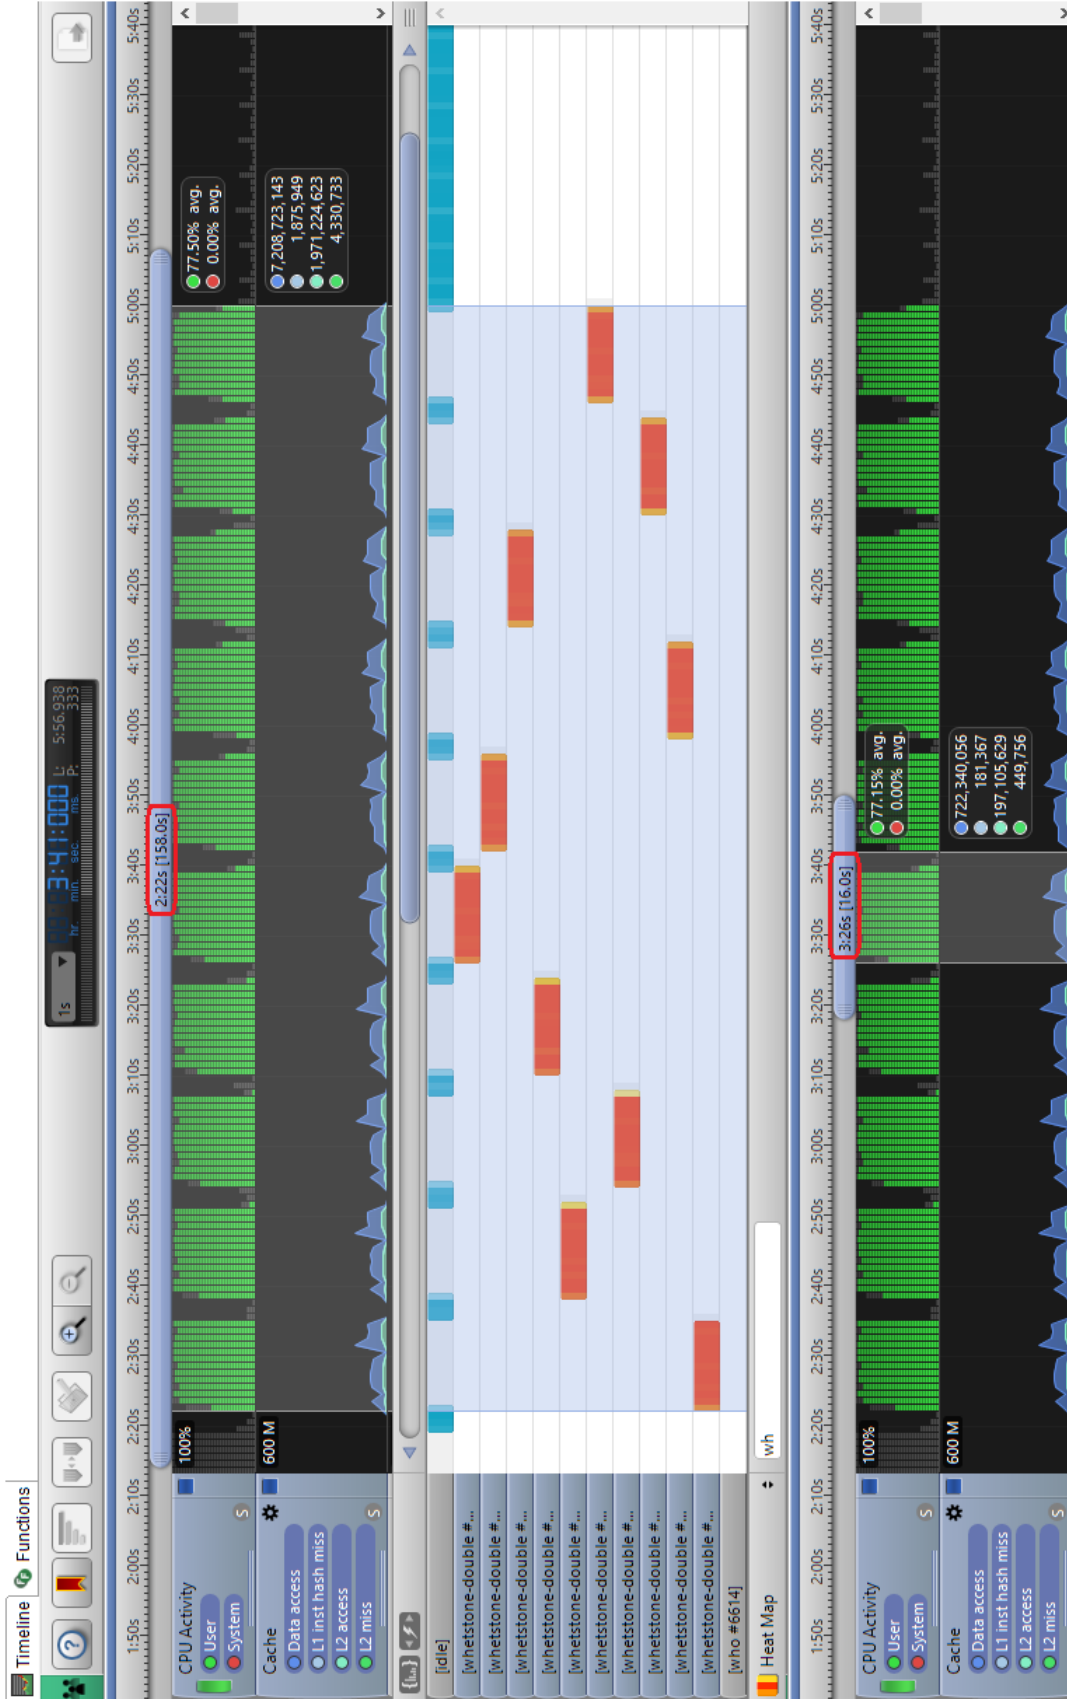 Timeline
Functions
1s
3:41:000
hr. min. sec. ms.
L: 5:56.938
P: 333
1:50s 2:00s 2:10s 2:20s 2:30s 2:40s 2:50s 3:00s 3:10s 3:20s 3:30s 3:40s 3:50s 4:00s 4:10s 4:20s 4:30s 4:40s 4:50s 5:00s 5:10s 5:20s 5:30s 5:40s
2:22s [158.0s]
CPU Activity
User
System
S
100%
77.50% avg.
0.00% avg.
Cache
Data access
L1 inst hash miss
L2 access
L2 miss
S
600 M
7,208,723,143
1,875,949
1,971,224,623
4,330,733
[idle]
[whetstone-double #...
[whetstone-double #...
[whetstone-double #...
[whetstone-double #...
[whetstone-double #...
[whetstone-double #...
[whetstone-double #...
[whetstone-double #...
[whetstone-double #...
[whetstone-double #...
[who #6614]
Heat Map
wh
1:50s 2:00s 2:10s 2:20s 2:30s 2:40s 2:50s 3:00s 3:10s 3:20s 3:30s 3:40s 3:50s 4:00s 4:10s 4:20s 4:30s 4:40s 4:50s 5:00s 5:10s 5:20s 5:30s 5:40s
3:26s [16.0s]
CPU Activity
User
System
S
100%
77.15% avg.
0.00% avg.
Cache
Data access
L1 inst hash miss
L2 access
L2 miss
S
600 M
722,340,056
181,367
197,105,629
449,756